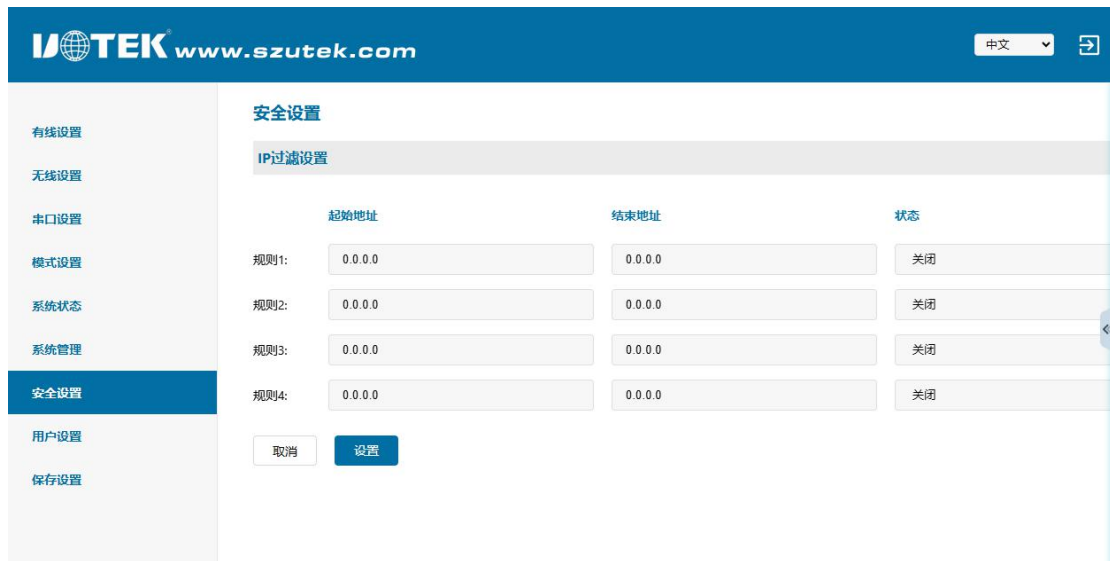 UTEK® www.szutek.com
中文
有线设置
无线设置
串口设置
模式设置
系统状态
系统管理
安全设置
用户设置
保存设置
安全设置
IP过滤设置
起始地址 结束地址 状态
规则1: 0.0.0.0 0.0.0.0 关闭
规则2: 0.0.0.0 0.0.0.0 关闭
规则3: 0.0.0.0 0.0.0.0 关闭
规则4: 0.0.0.0 0.0.0.0 关闭
取消 设置